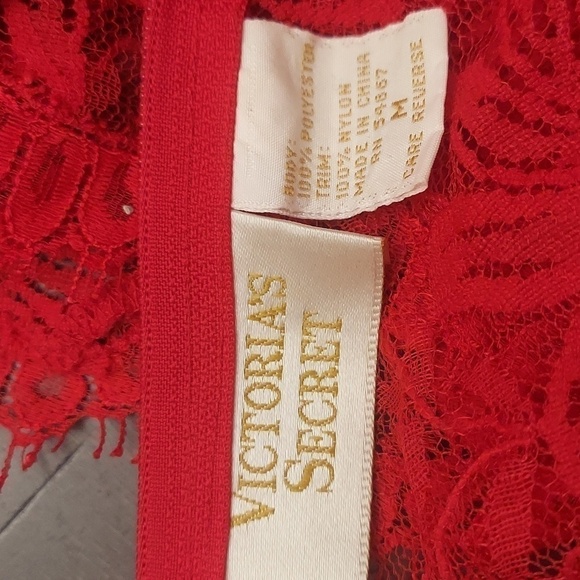 BODY:
100% POLYESTER
TRIM:
100% NYLON
MADE IN CHINA
RN 54867
M
CARE REVERSE
VICTORIA'S
SECRET